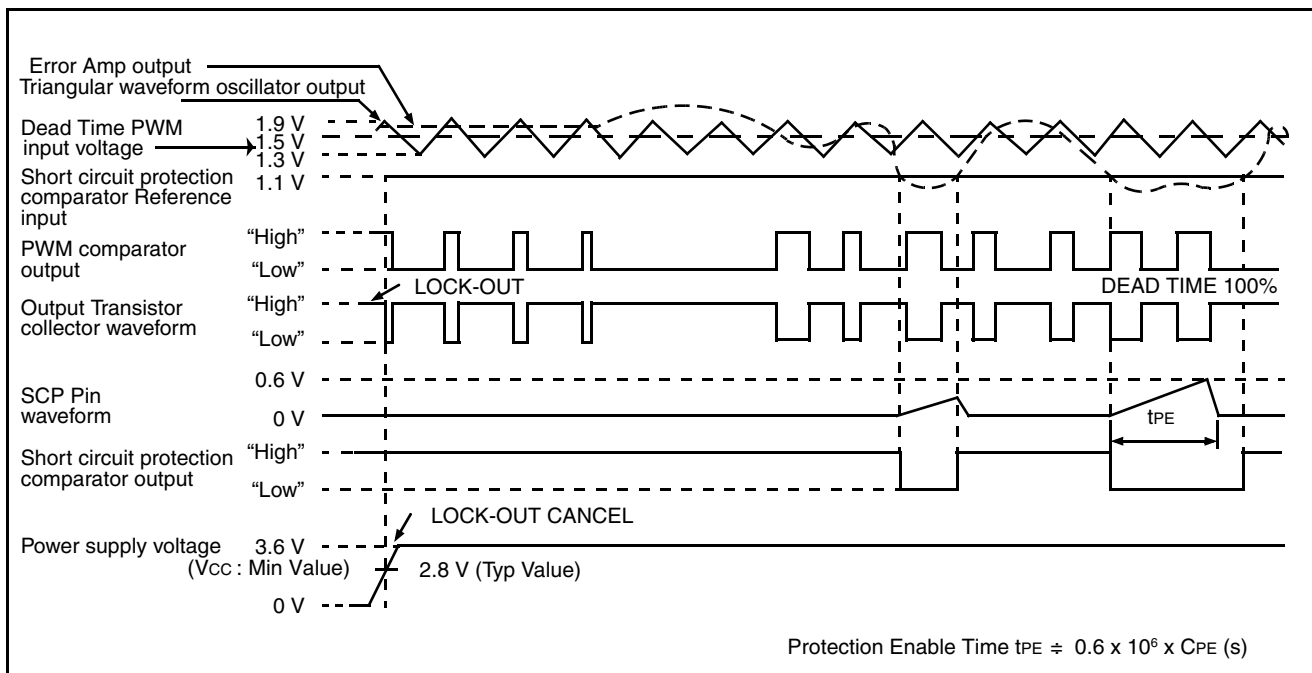 Error Amp output
Triangular waveform oscillator output
Dead Time PWM
input voltage
1.9 V
1.5 V
1.3 V
Short circuit protection
comparator Reference
input
1.1 V
PWM comparator
output
“High”
“Low”
LOCK-OUT
DEAD TIME 100%
Output Transistor
collector waveform
“High”
“Low”
SCP Pin
waveform
0.6 V
0 V
tPE
Short circuit protection
comparator output
“High”
“Low”
LOCK-OUT CANCEL
Power supply voltage
(VCC : Min Value)
3.6 V
2.8 V (Typ Value)
0 V
Protection Enable Time tPE ≑ 0.6 x 10⁶ x CPE (s)